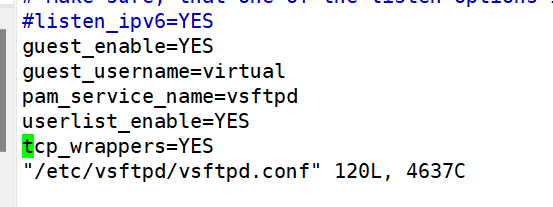 # Make sure, that one of the listen options
#listen_ipv6=YES
guest_enable=YES
guest_username=virtual
pam_service_name=vsftpd
userlist_enable=YES
tcp_wrappers=YES
"/etc/vsftpd/vsftpd.conf" 120L, 4637C